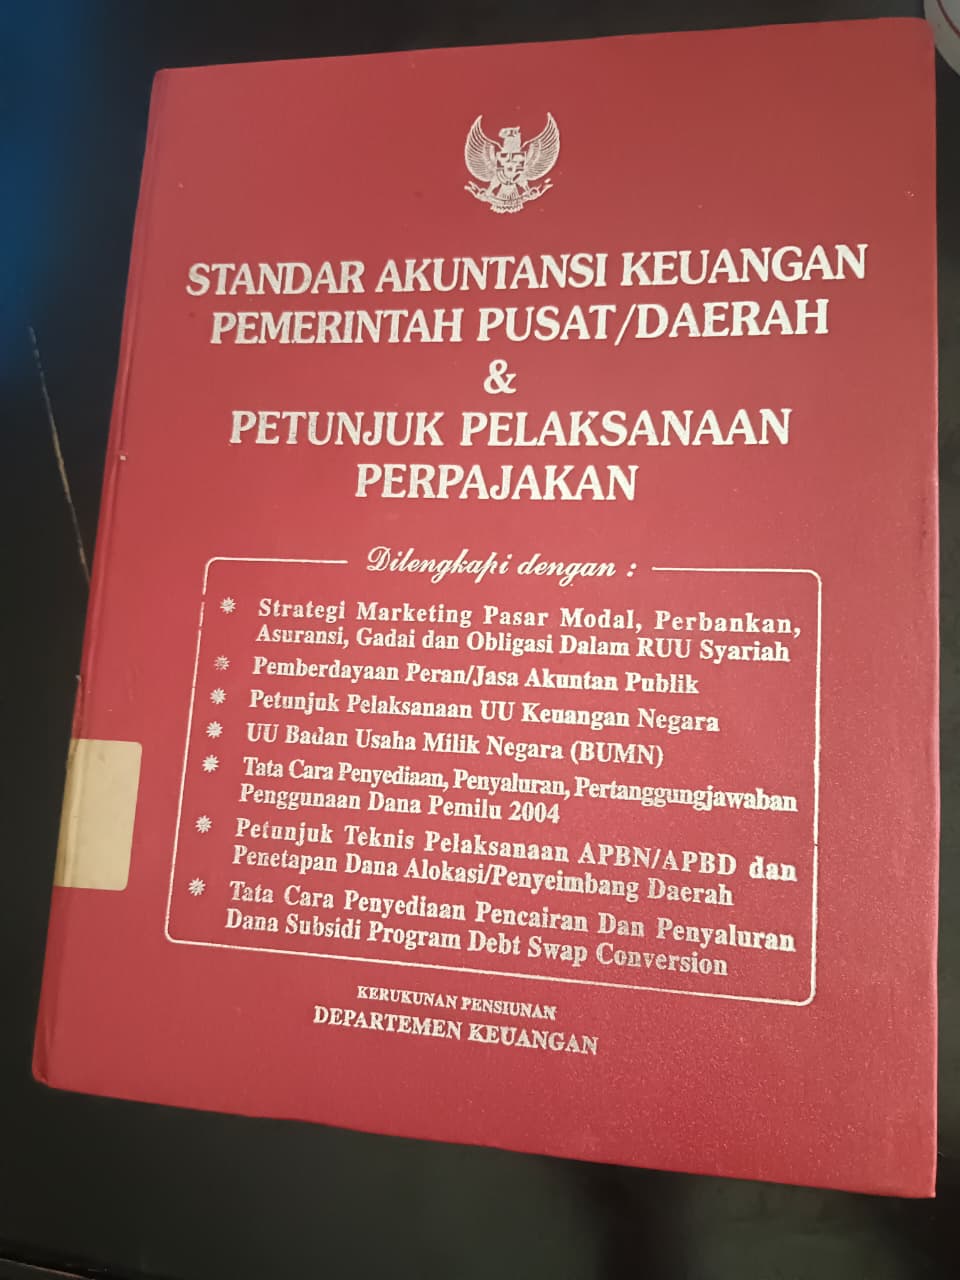 STANDAR AKUNTANSI KEUANGAN
PEMERINTAH PUSAT/DAERAH
&
PETUNJUK PELAKSANAAN
PERPAJAKAN
Dilengkapi dengan :
Strategi Marketing Pasar Modal, Perbankan,
Asuransi, Gadai dan Obligasi Dalam RUU Syariah
Pemberdayaan Peran/Jasa Akuntan Publik
Petunjuk Pelaksanaan UU Keuangan Negara
UU Badan Usaha Milik Negara (BUMN)
Tata Cara Penyediaan, Penyaluran, Pertanggungjawaban
Penggunaan Dana Pemilu 2004
Petunjuk Teknis Pelaksanaan APBN/APBD dan
Penetapan Dana Alokasi/Penyeimbang Daerah
Tata Cara Penyediaan Pencairan Dan Penyaluran
Dana Subsidi Program Debt Swap Conversion
KERUKUNAN PENSIUNAN
DEPARTEMEN KEUANGAN